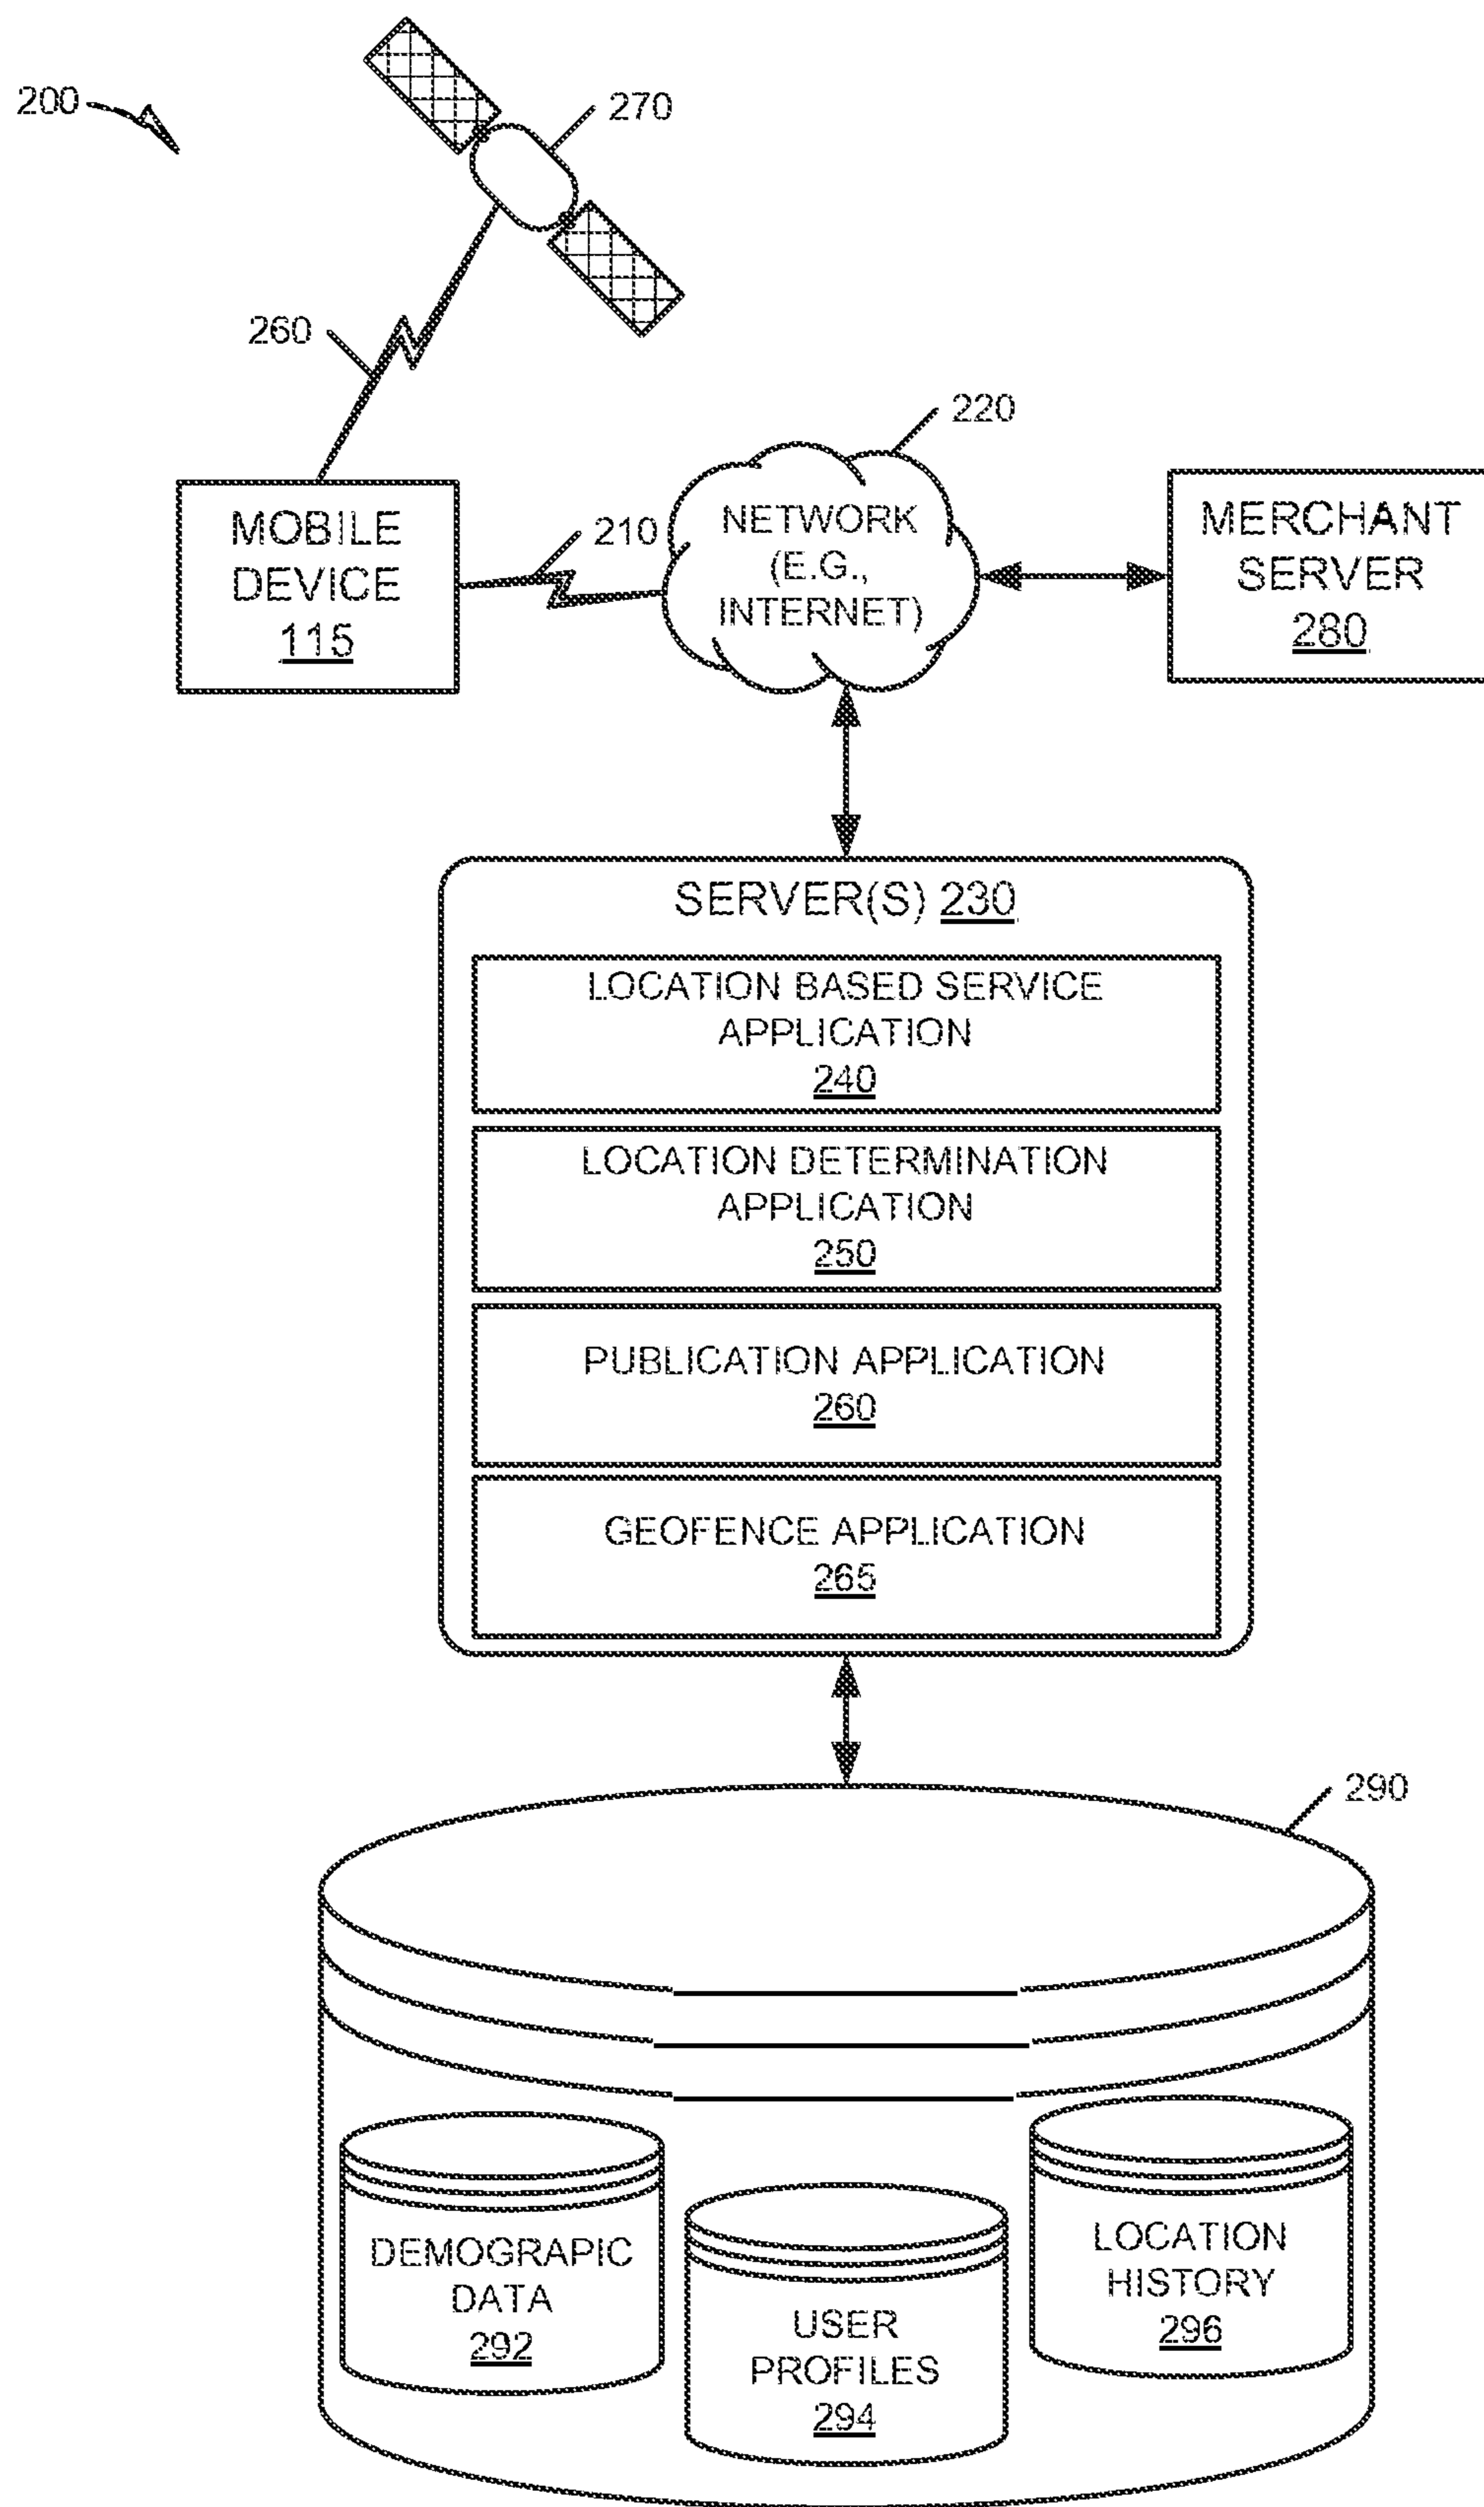 200
270
260
220
MOBILE
DEVICE
115
210
NETWORK
(E.G.,
INTERNET)
MERCHANT
SERVER
280
SERVER(S) 230
LOCATION BASED SERVICE
APPLICATION
240
LOCATION DETERMINATION
APPLICATION
250
PUBLICATION APPLICATION
260
GEOFENCE APPLICATION
265
290
DEMOGRAPIC
DATA
292
USER
PROFILES
294
LOCATION
HISTORY
296